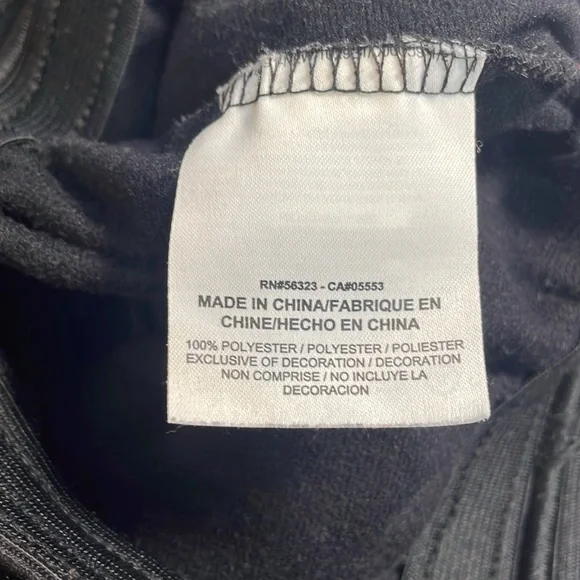 RN#56323 - CA#05553
MADE IN CHINA/FABRIQUE EN
CHINE/HECHO EN CHINA
100% POLYESTER / POLYESTER / POLIESTER
EXCLUSIVE OF DECORATION / DECORATION
NON COMPRISE / NO INCLUYE LA
DECORACION